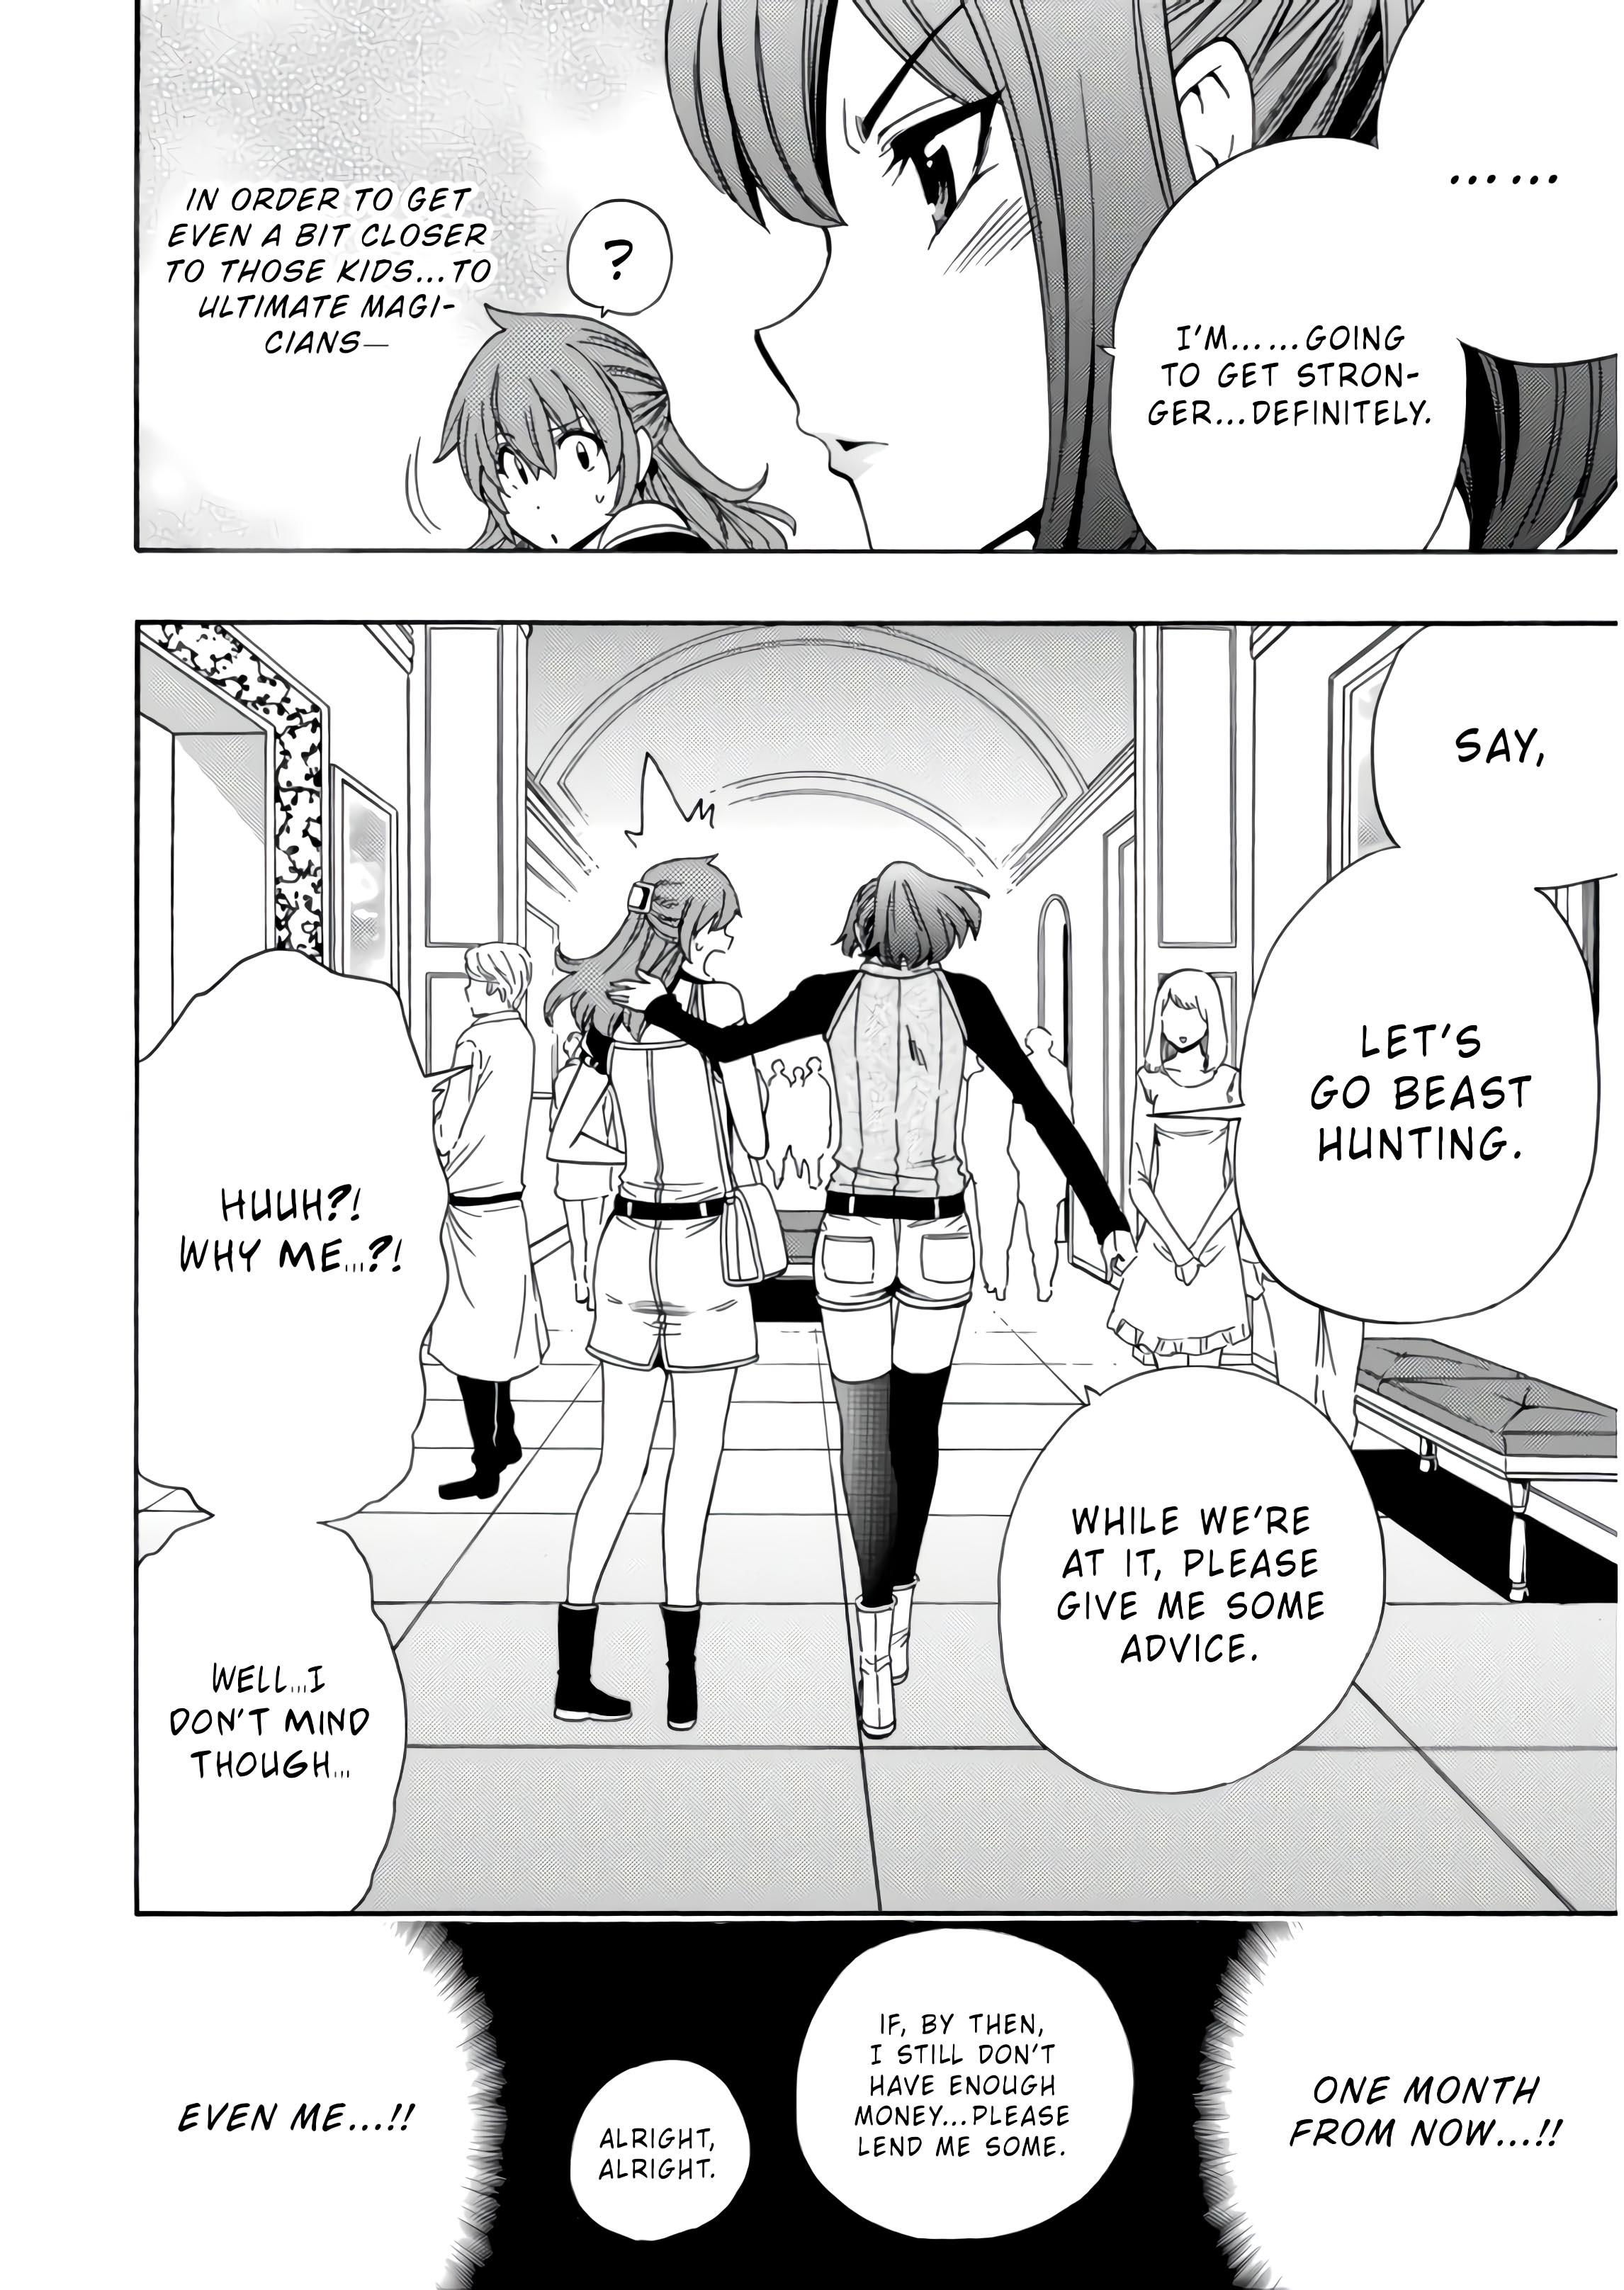 ……
I'M……GOING
TO GET STRON-
GER...DEFINITELY.
?
IN ORDER TO GET
EVEN A BIT CLOSER
TO THOSE KIDS...TO
ULTIMATE MAGI-
CIANS—
SAY,
LET'S
GO BEAST
HUNTING.
WHILE WE'RE
AT IT, PLEASE
GIVE ME SOME
ADVICE.
HUUH?!
WHY ME...?!
WELL...I
DON'T MIND
THOUGH...
ONE MONTH
FROM NOW...!!
IF, BY THEN,
I STILL DON'T
HAVE ENOUGH
MONEY...PLEASE
LEND ME SOME.
ALRIGHT,
ALRIGHT.
EVEN ME...!!